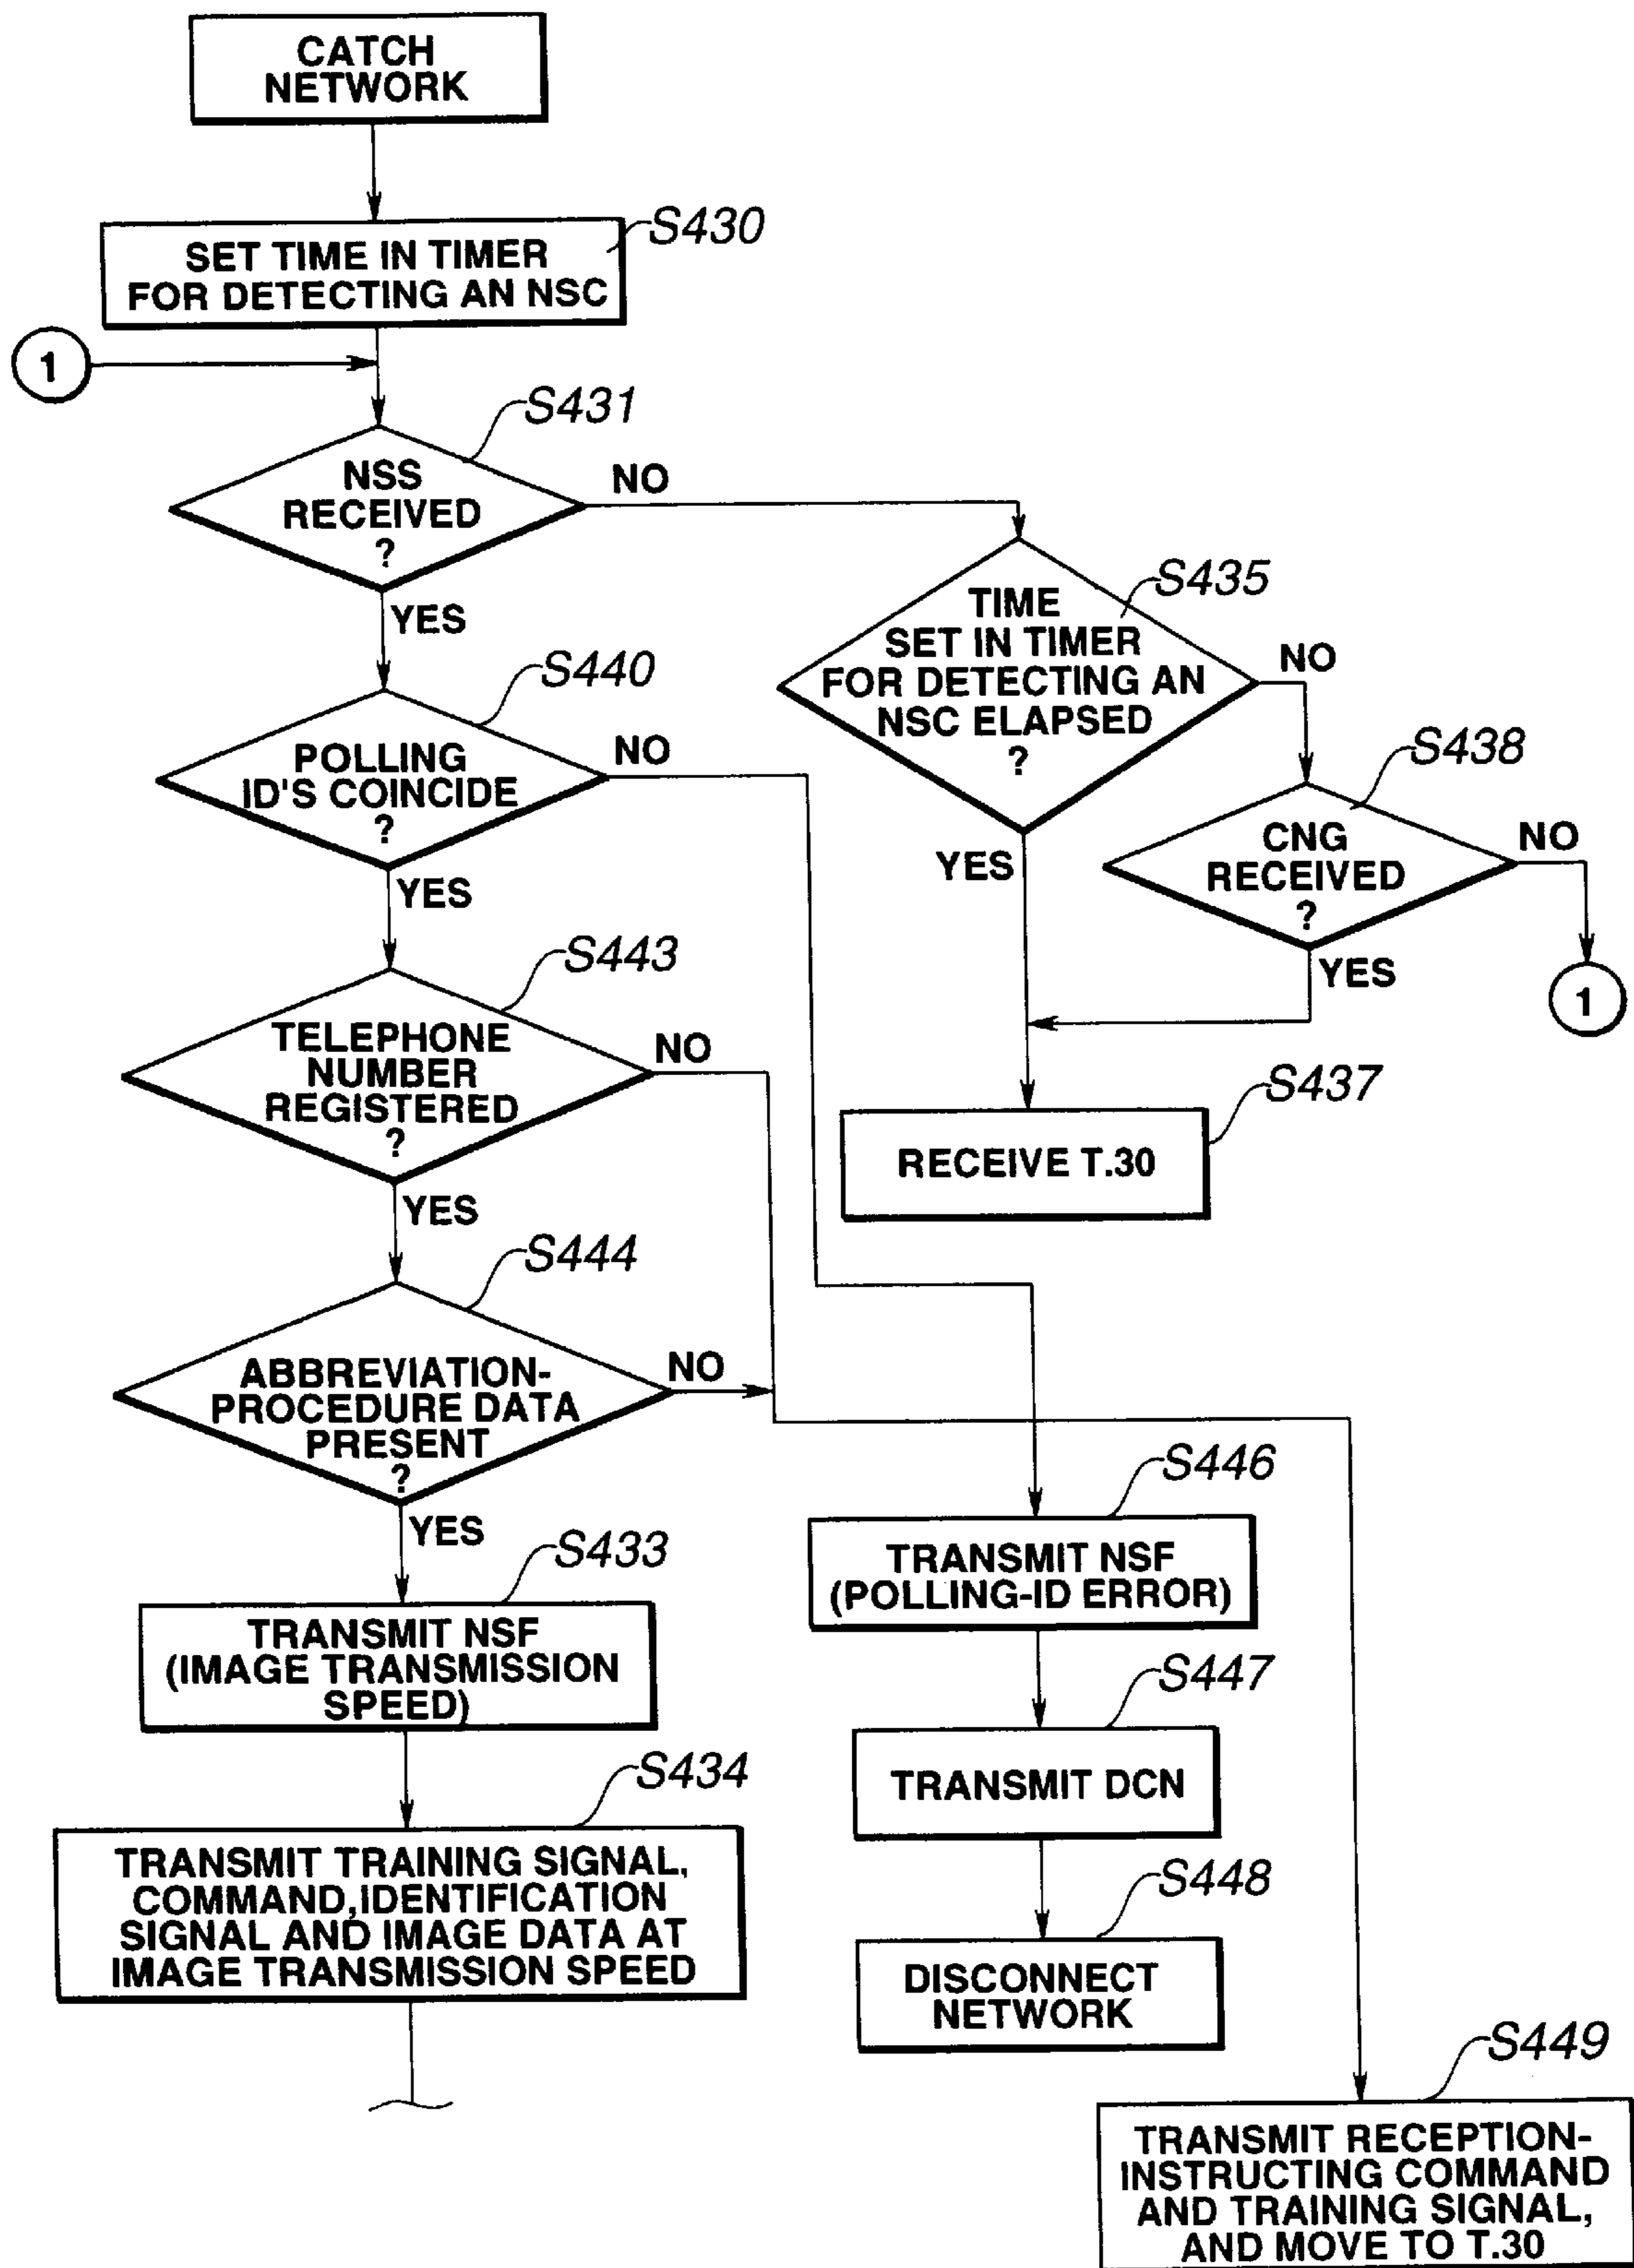 CATCH
NETWORK
S430
SET TIME IN TIMER
FOR DETECTING AN NSC
1
S431
NSS
RECEIVED
?
NO
YES
S435
TIME
SET IN TIMER
FOR DETECTING AN
NSC ELAPSED
?
NO
YES
S438
CNG
RECEIVED
?
NO
YES
1
S437
RECEIVE T.30
S440
POLLING
ID'S COINCIDE
?
NO
YES
S443
TELEPHONE
NUMBER
REGISTERED
?
NO
YES
S444
ABBREVIATION-
PROCEDURE DATA
PRESENT
?
NO
YES
S433
TRANSMIT NSF
(IMAGE TRANSMISSION
SPEED)
S434
TRANSMIT TRAINING SIGNAL,
COMMAND,IDENTIFICATION
SIGNAL AND IMAGE DATA AT
IMAGE TRANSMISSION SPEED
S446
TRANSMIT NSF
(POLLING-ID ERROR)
S447
TRANSMIT DCN
S448
DISCONNECT
NETWORK
S449
TRANSMIT RECEPTION-
INSTRUCTING COMMAND
AND TRAINING SIGNAL,
AND MOVE TO T.30